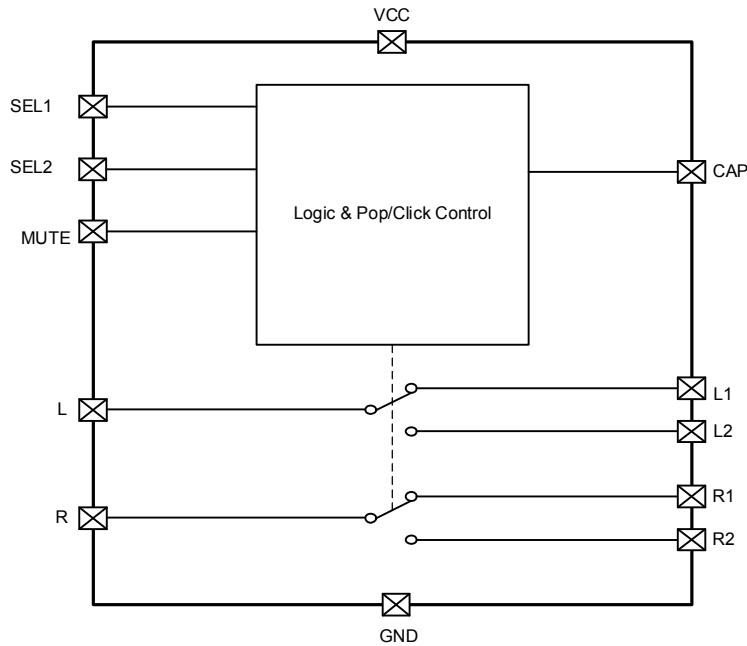 VCC
SEL1
SEL2
CAP
Logic & Pop/Click Control
MUTE
L1
L
L2
R1
R
R2
GND